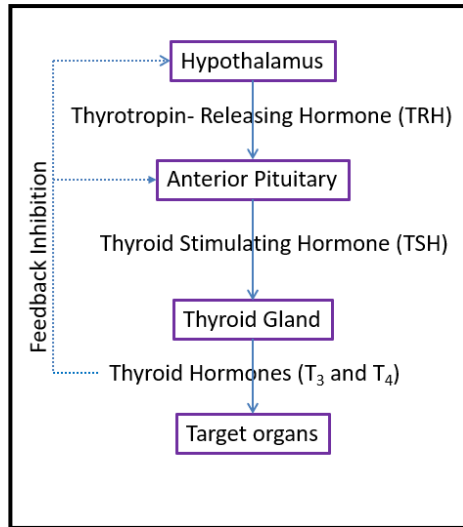 Hypothalamus
Thyrotropin- Releasing Hormone (TRH)
Anterior Pituitary
Thyroid Stimulating Hormone (TSH)
Thyroid Gland
Thyroid Hormones (T₃ and T₄)
Target organs
Feedback Inhibition